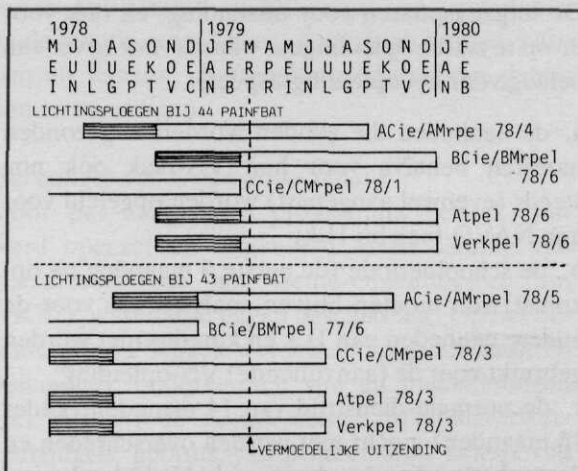 1978 1979 1980
M J J A S O N D J F M A M J J A S O N D J F
E U U U E K O E A E R P E U U U E K O E A E
I N L G P T V C N B T R I N L G P T V C N B
LICHTINGSPLOEGEN BIJ 44 PAINFBAT
ACie/AMrpel 78/4
BCie/BMrpel
78/6
CCie/CMrpel 78/1
Atpel 78/6
Verkpel 78/6
LICHTINGSPLOEGEN BIJ 43 PAINFBAT
ACie/AMrpel 78/5
BCie/BMrpel 77/6
CCie/CMrpel 78/3
Atpel 78/3
Verkpel 78/3
VERMOEDELIJKE UITZENDING